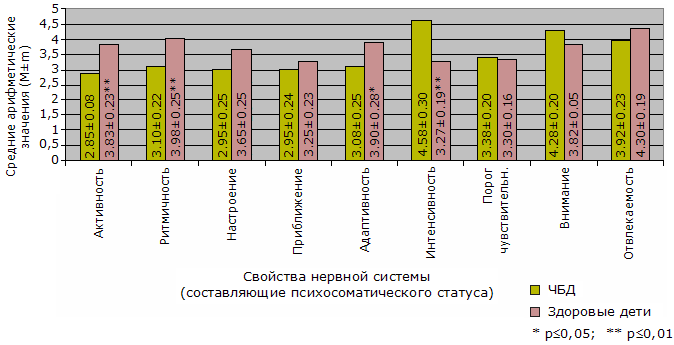 Средние арифметические
значения (M±m)
5
4,5
4
3,5
3
2,5
2
1,5
1
0,5
0
2.85±0.08
3.83±0.23**
3.10±0.22
3.98±0.25**
2.95±0.25
3.65±0.25
2.95±0.24
3.25±0.23
3.08±0.25
3.90±0.28*
4.58±0.30
3.27±0.19**
3.38±0.20
3.30±0.16
4.28±0.20
3.82±0.05
3.92±0.23
4.30±0.19
Активность
Ритмичность
Настроение
Приближение
Адаптивность
Интенсивность
Порог
чувствительн.
Внимание
Отвлекаемость
Свойства нервной системы
(составляющие психосоматического статуса)
ЧБД
Здоровые дети
* p≤0,05; ** p≤0,01